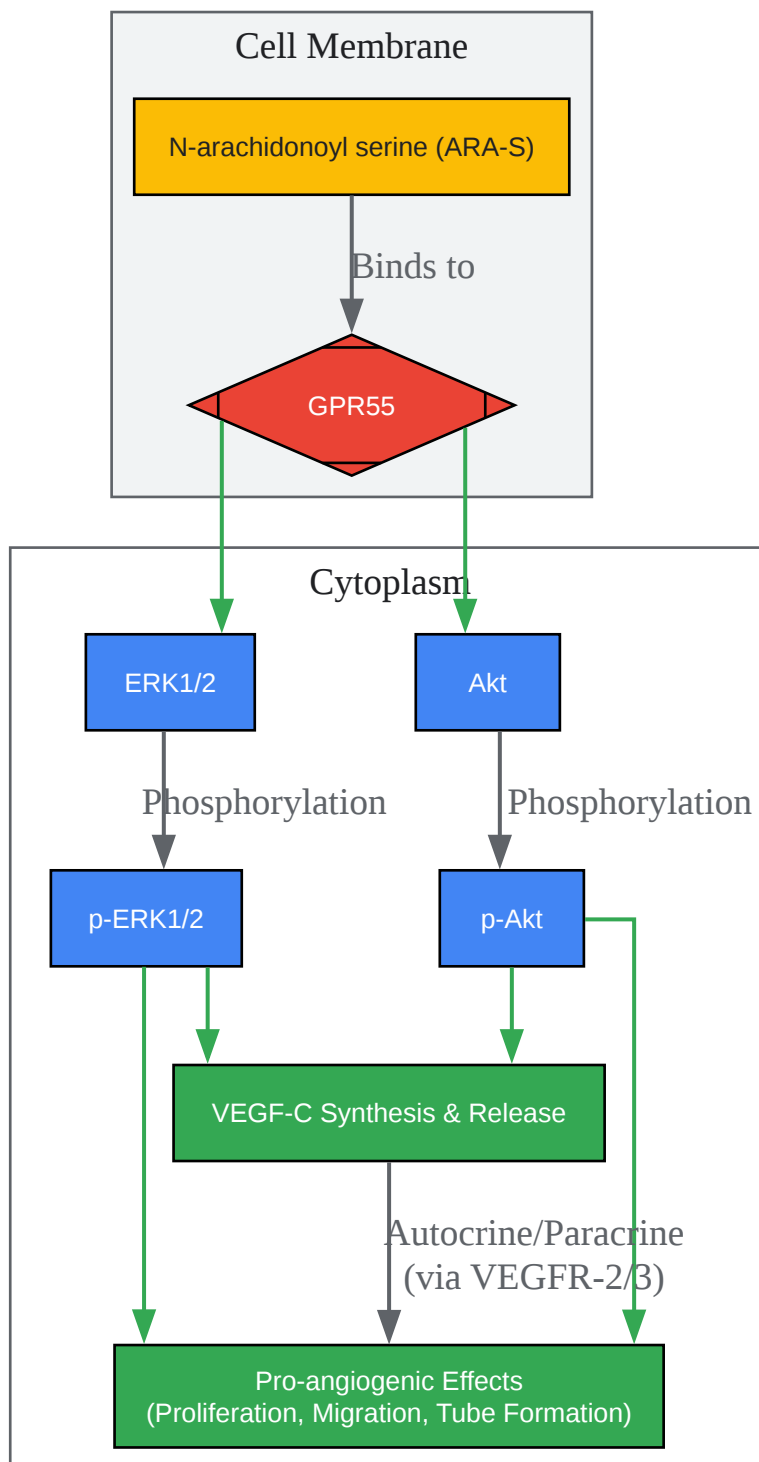 Cell Membrane
N-arachidonoyl serine (ARA-S)
Binds to
GPR55
Cytoplasm
ERK1/2
Akt
Phosphorylation
Phosphorylation
p-ERK1/2
p-Akt
VEGF-C Synthesis & Release
Autocrine/Paracrine
(via VEGFR-2/3)
Pro-angiogenic Effects
(Proliferation, Migration, Tube Formation)